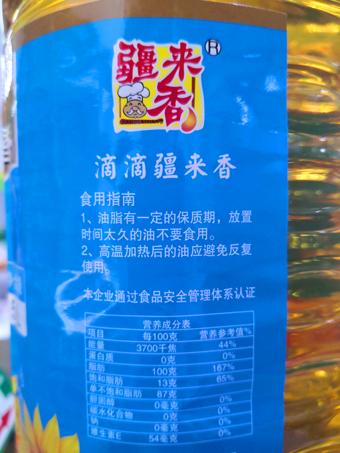 疆来香
R
滴滴疆来香
食用指南
1、油脂有一定的保质期，放置
时间太久的油不要食用。
2、高温加热后的油应避免反复
使用。
本企业通过食品安全管理体系认证
营养成分表
项目 每100克 营养参考值%
能量 3700千焦 44%
蛋白质 0克 0%
脂肪 100克 167%
饱和脂肪 13克 65%
单不饱和脂肪 87克
胆固醇 0毫克 0%
碳水化合物 0克 0%
钠 0毫克 0%
维生素E 54毫克